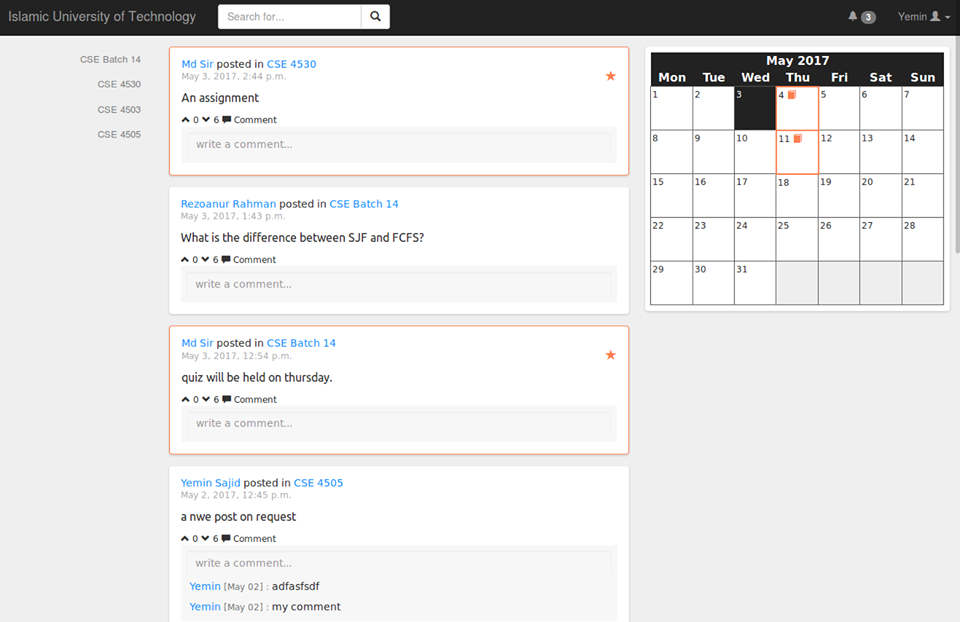 Islamic University of Technology
Search for...
3
Yemin
CSE Batch 14
CSE 4530
CSE 4503
CSE 4505
Md Sir posted in CSE 4530
May 3, 2017, 2:44 p.m.
An assignment
0 6 Comment
write a comment...
Rezoanur Rahman posted in CSE Batch 14
May 3, 2017, 1:43 p.m.
What is the difference between SJF and FCFS?
0 6 Comment
write a comment...
Md Sir posted in CSE Batch 14
May 3, 2017, 12:54 p.m.
quiz will be held on thursday.
0 6 Comment
write a comment...
Yemin Sajid posted in CSE 4505
May 2, 2017, 12:45 p.m.
a nwe post on request
0 6 Comment
write a comment...
Yemin [May 02] : adfasfsdf
Yemin [May 02] : my comment
May 2017
Mon Tue Wed Thu Fri Sat Sun
1 2 3 4 5 6 7
8 9 10 11 12 13 14
15 16 17 18 19 20 21
22 23 24 25 26 27 28
29 30 31